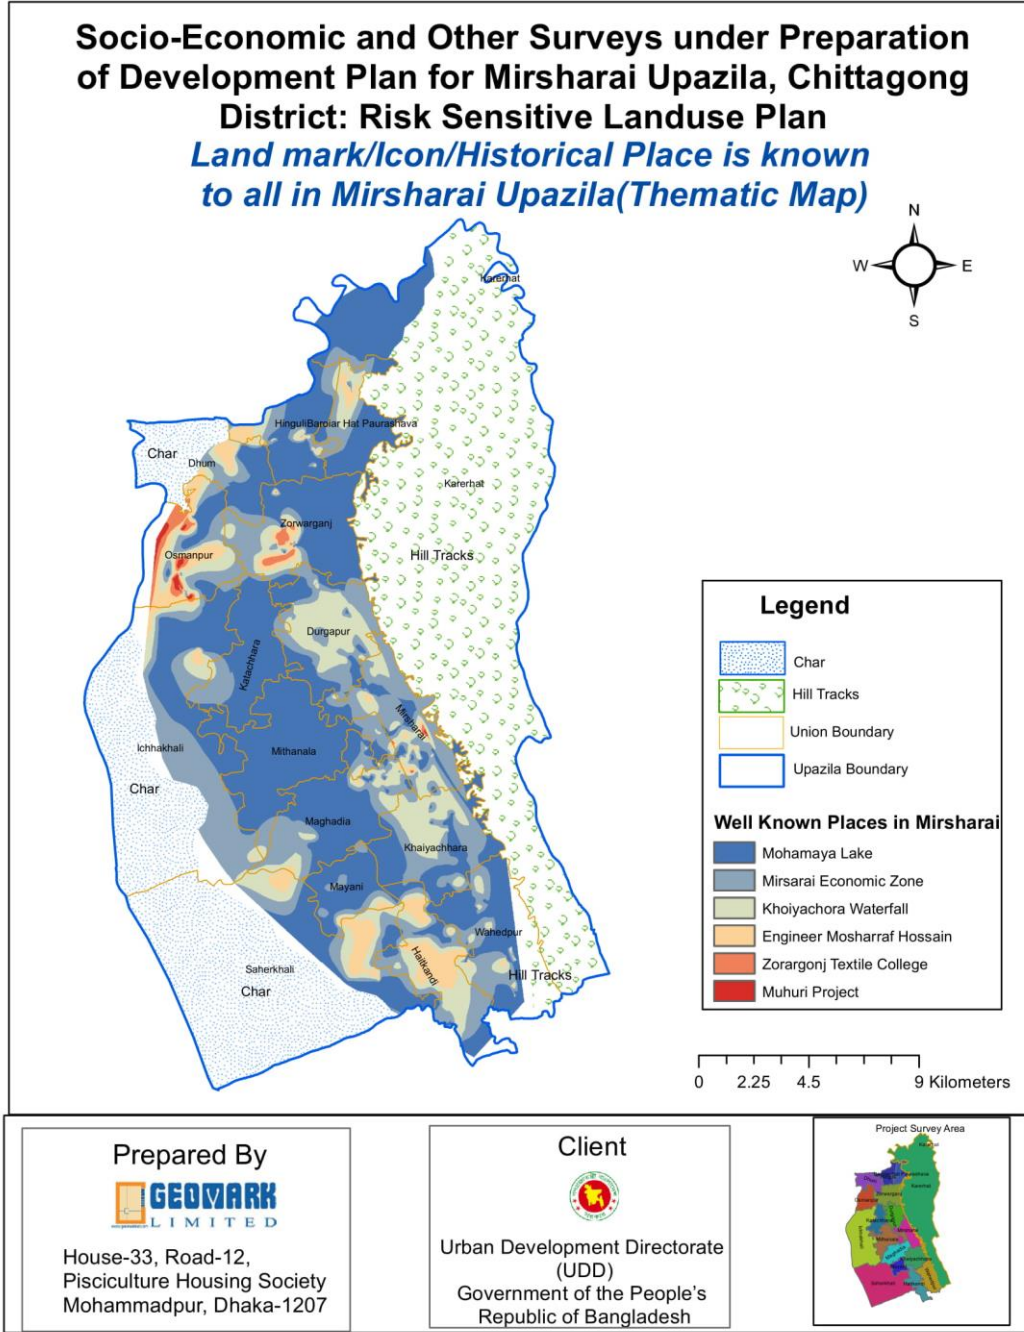 Socio-Economic and Other Surveys under Preparation
of Development Plan for Mirsharai Upazila, Chittagong
District: Risk Sensitive Landuse Plan
Land mark/Icon/Historical Place is known
to all in Mirsharai Upazila(Thematic Map)
N
W E
S
Karerhat
HinguliBaroiar Hat Paurashava
Char
Dhum
Karerhat
Zorwarganj
Osmanpur
Hill Tracks
Durgapur
Katachhara
Mirsharai
Ichhakhali
Mithanala
Char
Maghadia
Khaiyachhara
Mayani
Wahedpur
Haitkandi
Saherkhali
Hill Tracks
Char
Legend
Char
Hill Tracks
Union Boundary
Upazila Boundary
Well Known Places in Mirsharai
Mohamaya Lake
Mirsarai Economic Zone
Khoiyachora Waterfall
Engineer Mosharraf Hossain
Zorargonj Textile College
Muhuri Project
0 2.25 4.5 9 Kilometers
Prepared By
GEOMARK
LIMITED
House-33, Road-12,
Pisciculture Housing Society
Mohammadpur, Dhaka-1207
Client
Urban Development Directorate
(UDD)
Government of the People's
Republic of Bangladesh
Project Survey Area